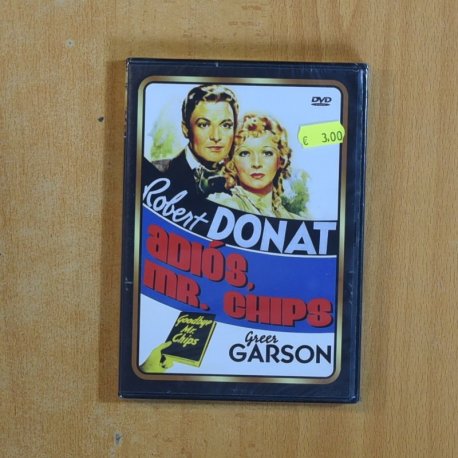 DVD
€ 3,00
Robert DONAT
adiós,
mr. chips
Goodbye
Mr.
Chips
Greer
GARSON